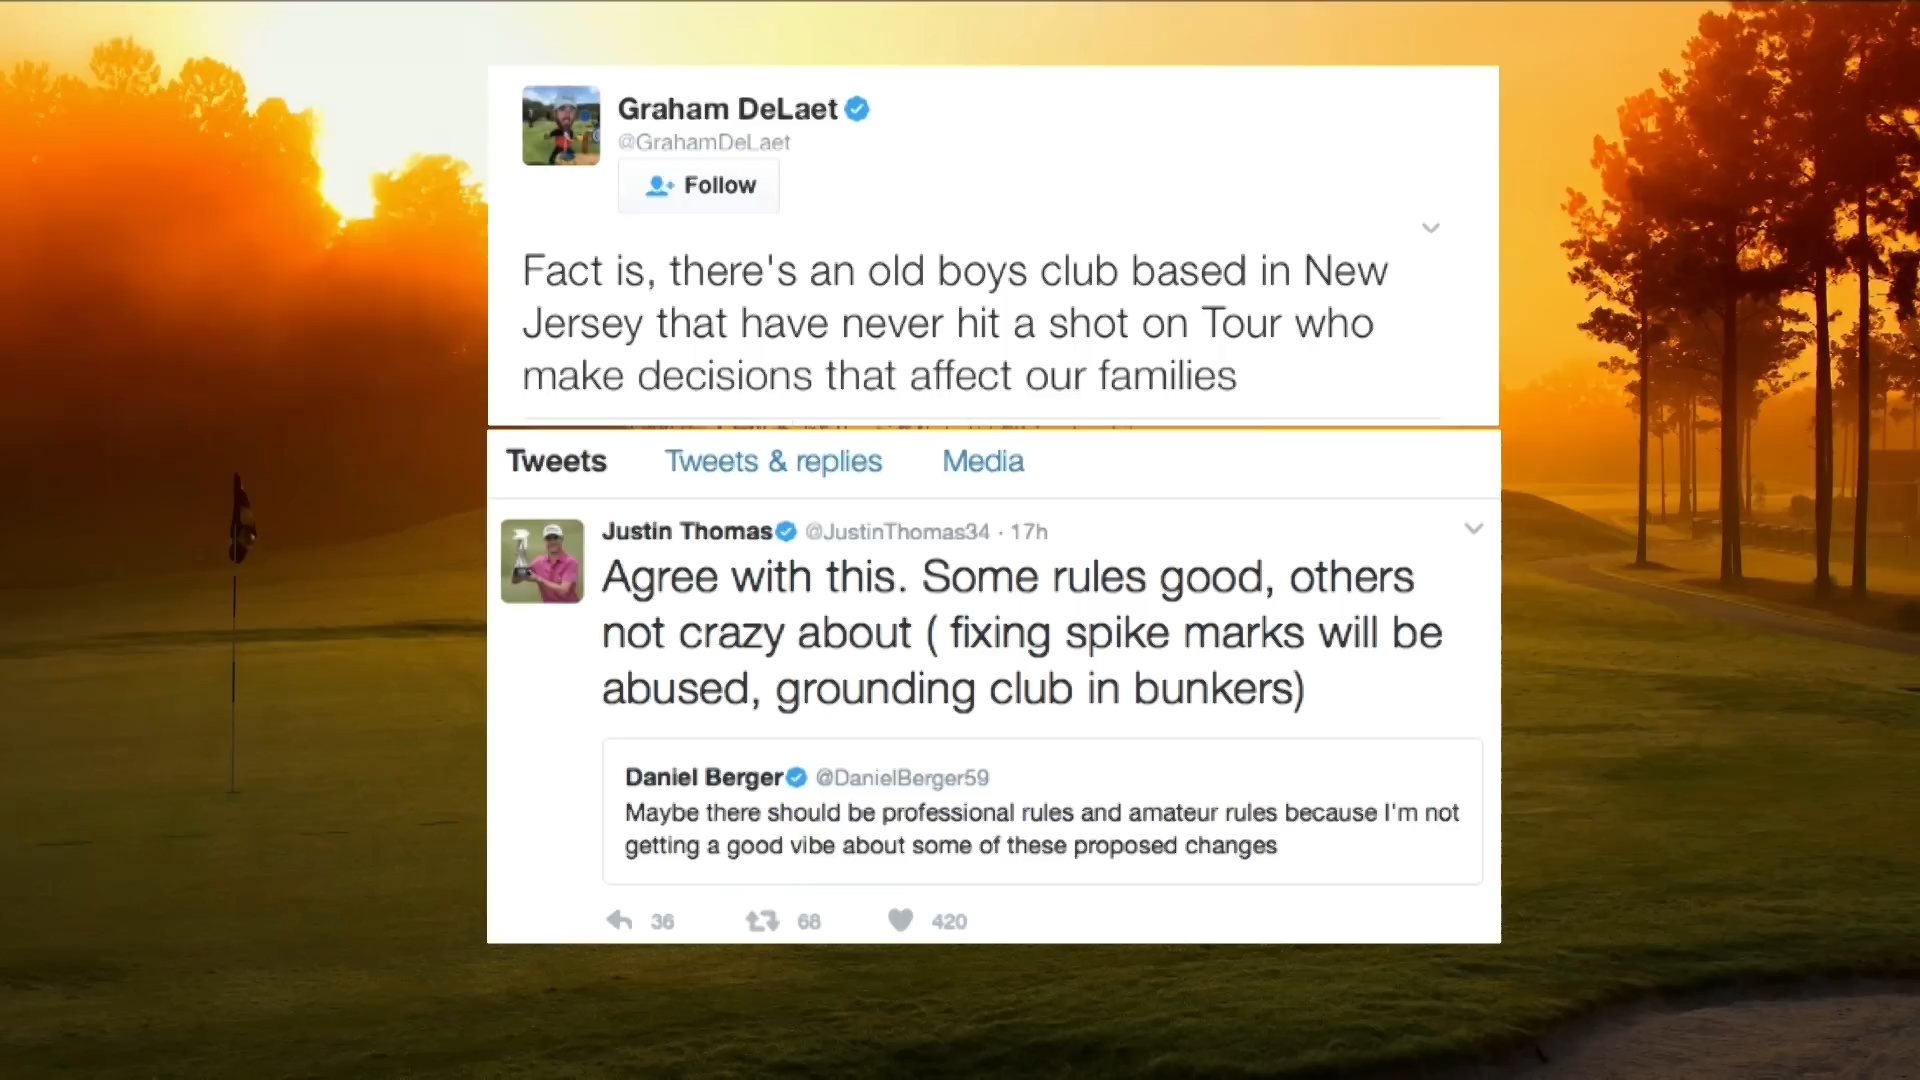 Graham DeLaet
@GrahamDeLaet
Follow
Fact is, there's an old boys club based in New
Jersey that have never hit a shot on Tour who
make decisions that affect our families
Tweets Tweets & replies Media
Justin Thomas @JustinThomas34 · 17h
Agree with this. Some rules good, others
not crazy about ( fixing spike marks will be
abused, grounding club in bunkers)
Daniel Berger @DanielBerger59
Maybe there should be professional rules and amateur rules because I'm not
getting a good vibe about some of these proposed changes
36 68 420